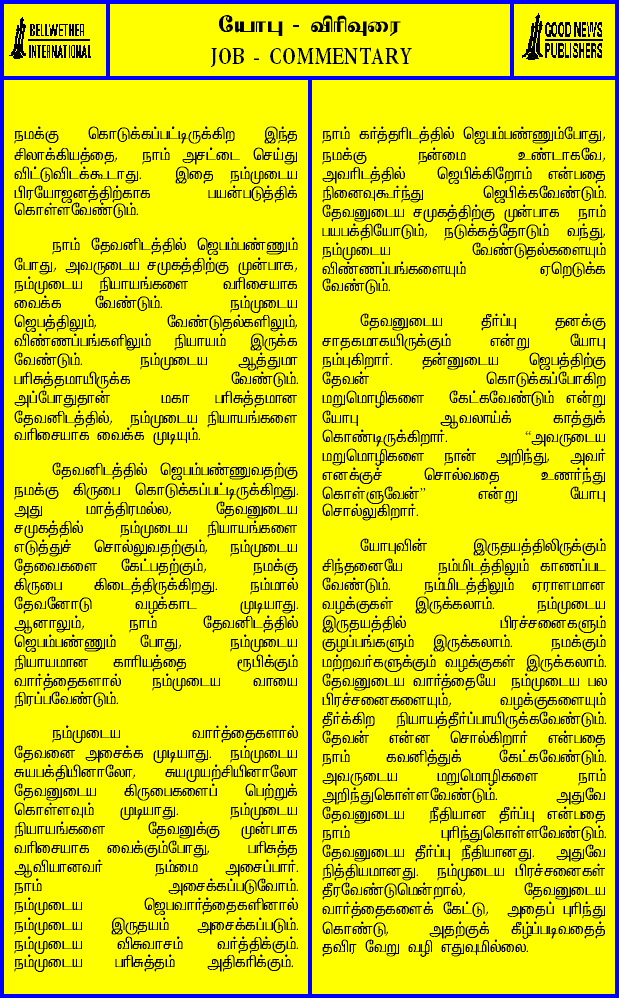 BELLWETHER
INTERNATIONAL
யோபு - விரிவுரை
JOB - COMMENTARY
GOOD NEWS
PUBLISHERS
நமக்கு கொடுக்கப்பட்டிருக்கிற இந்த
சிலாக்கியத்தை, நாம் அசட்டை செய்து
விட்டுவிடக்கூடாது. இதை நம்முடைய
பிரயோஜனத்திற்காக பயன்படுத்திக்
கொள்ளவேண்டும்.
நாம் தேவனிடத்தில் ஜெபம்பண்ணும்
போது, அவருடைய சமுகத்திற்கு முன்பாக,
நம்முடைய நியாயங்களை வரிசையாக
வைக்க வேண்டும். நம்முடைய
ஜெபத்திலும், வேண்டுதல்களிலும்,
விண்ணப்பங்களிலும் நியாயம் இருக்க
வேண்டும். நம்முடைய ஆத்துமா
பரிசுத்தமாயிருக்க வேண்டும்.
அப்போதுதான் மகா பரிசுத்தமான
தேவனிடத்தில், நம்முடைய நியாயங்களை
வரிசையாக வைக்க முடியும்.
தேவனிடத்தில் ஜெபம்பண்ணுவதற்கு
நமக்கு கிருபை கொடுக்கப்பட்டிருக்கிறது.
அது மாத்திரமல்ல, தேவனுடைய
சமுகத்தில் நம்முடைய நியாயங்களை
எடுத்துச் சொல்லுவதற்கும், நம்முடைய
தேவைகளை கேட்பதற்கும், நமக்கு
கிருபை கிடைத்திருக்கிறது. நம்மால்
தேவனோடு வழக்காட முடியாது.
ஆனாலும், நாம் தேவனிடத்தில்
ஜெபம்பண்ணும் போது, நம்முடைய
நியாயமான காரியத்தை ரூபிக்கும்
வார்த்தைகளால் நம்முடைய வாயை
நிரப்பவேண்டும்.
நம்முடைய வார்த்தைகளால்
தேவனை அசைக்க முடியாது. நம்முடைய
சுயபக்தியினாலோ, சுயமுயற்சியினாலோ
தேவனுடைய கிருபைகளைப் பெற்றுக்
கொள்ளவும் முடியாது. நம்முடைய
நியாயங்களை தேவனுக்கு முன்பாக
வரிசையாக வைக்கும்போது, பரிசுத்த
ஆவியானவர் நம்மை அசைப்பார்.
நாம் அசைக்கப்படுவோம்.
நம்முடைய ஜெபவார்த்தைகளினால்
நம்முடைய இருதயம் அசைக்கப்படும்.
நம்முடைய விசுவாசம் வர்த்திக்கும்.
நம்முடைய பரிசுத்தம் அதிகரிக்கும்.
நாம் கர்த்தரிடத்தில் ஜெபம்பண்ணும்போது,
நமக்கு நன்மை உண்டாகவே,
அவரிடத்தில் ஜெபிக்கிறோம் என்பதை
நினைவுகூர்ந்து ஜெபிக்கவேண்டும்.
தேவனுடைய சமுகத்திற்கு முன்பாக நாம்
பயபக்தியோடும், நடுக்கத்தோடும் வந்து,
நம்முடைய வேண்டுதல்களையும்
விண்ணப்பங்களையும் ஏறெடுக்க
வேண்டும்.
தேவனுடைய தீர்ப்பு தனக்கு
சாதகமாகயிருக்கும் என்று யோபு
நம்புகிறார். தன்னுடைய ஜெபத்திற்கு
தேவன் கொடுக்கப்போகிற
மறுமொழிகளை கேட்கவேண்டும் என்று
யோபு ஆவலாய்க் காத்துக்
கொண்டிருக்கிறார். “அவருடைய
மறுமொழிகளை நான் அறிந்து, அவர்
எனக்குச் சொல்வதை உணர்ந்து
கொள்ளுவேன்” என்று யோபு
சொல்லுகிறார்.
யோபுவின் இருதயத்திலிருக்கும்
சிந்தனையே நம்மிடத்திலும் காணப்பட
வேண்டும். நம்மிடத்திலும் ஏராளமான
வழக்குகள் இருக்கலாம். நம்முடைய
இருதயத்தில் பிரச்சனைகளும்
குழப்பங்களும் இருக்கலாம். நமக்கும்
மற்றவர்களுக்கும் வழக்குகள் இருக்கலாம்.
தேவனுடைய வார்த்தையே நம்முடைய பல
பிரச்சனைகளையும், வழக்குகளையும்
தீர்க்கிற நியாயத்தீர்ப்பாயிருக்கவேண்டும்.
தேவன் என்ன சொல்கிறார் என்பதை
நாம் கவனித்துக் கேட்கவேண்டும்.
அவருடைய மறுமொழிகளை நாம்
அறிந்துகொள்ளவேண்டும். அதுவே
தேவனுடைய நீதியான தீர்ப்பு என்பதை
நாம் புரிந்துகொள்ளவேண்டும்.
தேவனுடைய தீர்ப்பு நீதியானது. அதுவே
நித்தியமானது. நம்முடைய பிரச்சனைகள்
தீரவேண்டுமென்றால், தேவனுடைய
வார்த்தைகளைக் கேட்டு, அதைப் புரிந்து
கொண்டு, அதற்குக் கீழ்ப்படிவதைத்
தவிர வேறு வழி எதுவுமில்லை.